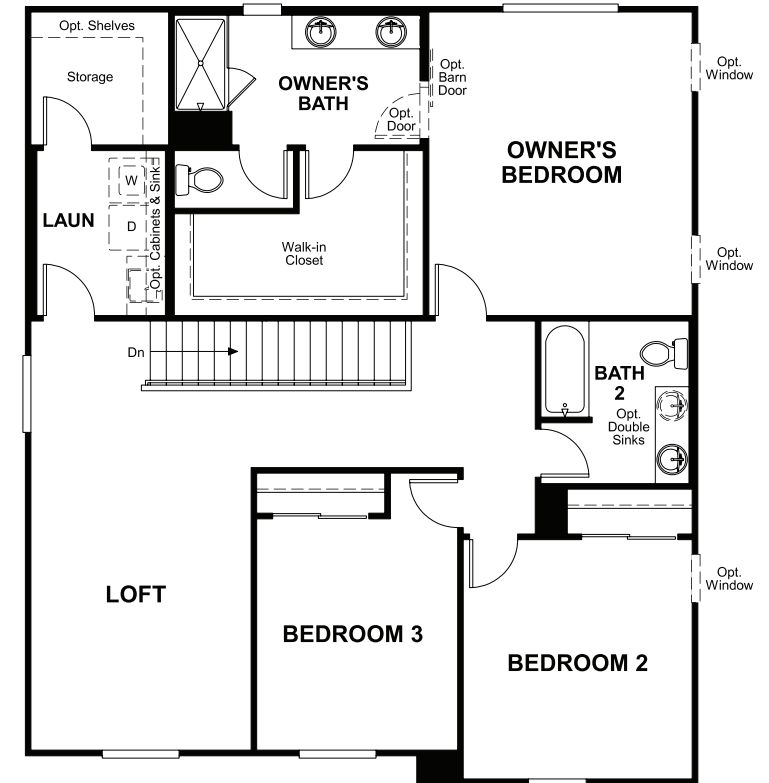 Opt. Shelves
Storage
OWNER'S
BATH
Opt.
Barn
Door
Opt.
Door
Opt.
Window
OWNER'S
BEDROOM
W
D
LAUN
Opt. Cabinets & Sink
Walk-in
Closet
Opt.
Window
Dn
BATH
2
Opt.
Double
Sinks
Opt.
Window
LOFT
BEDROOM 3
BEDROOM 2